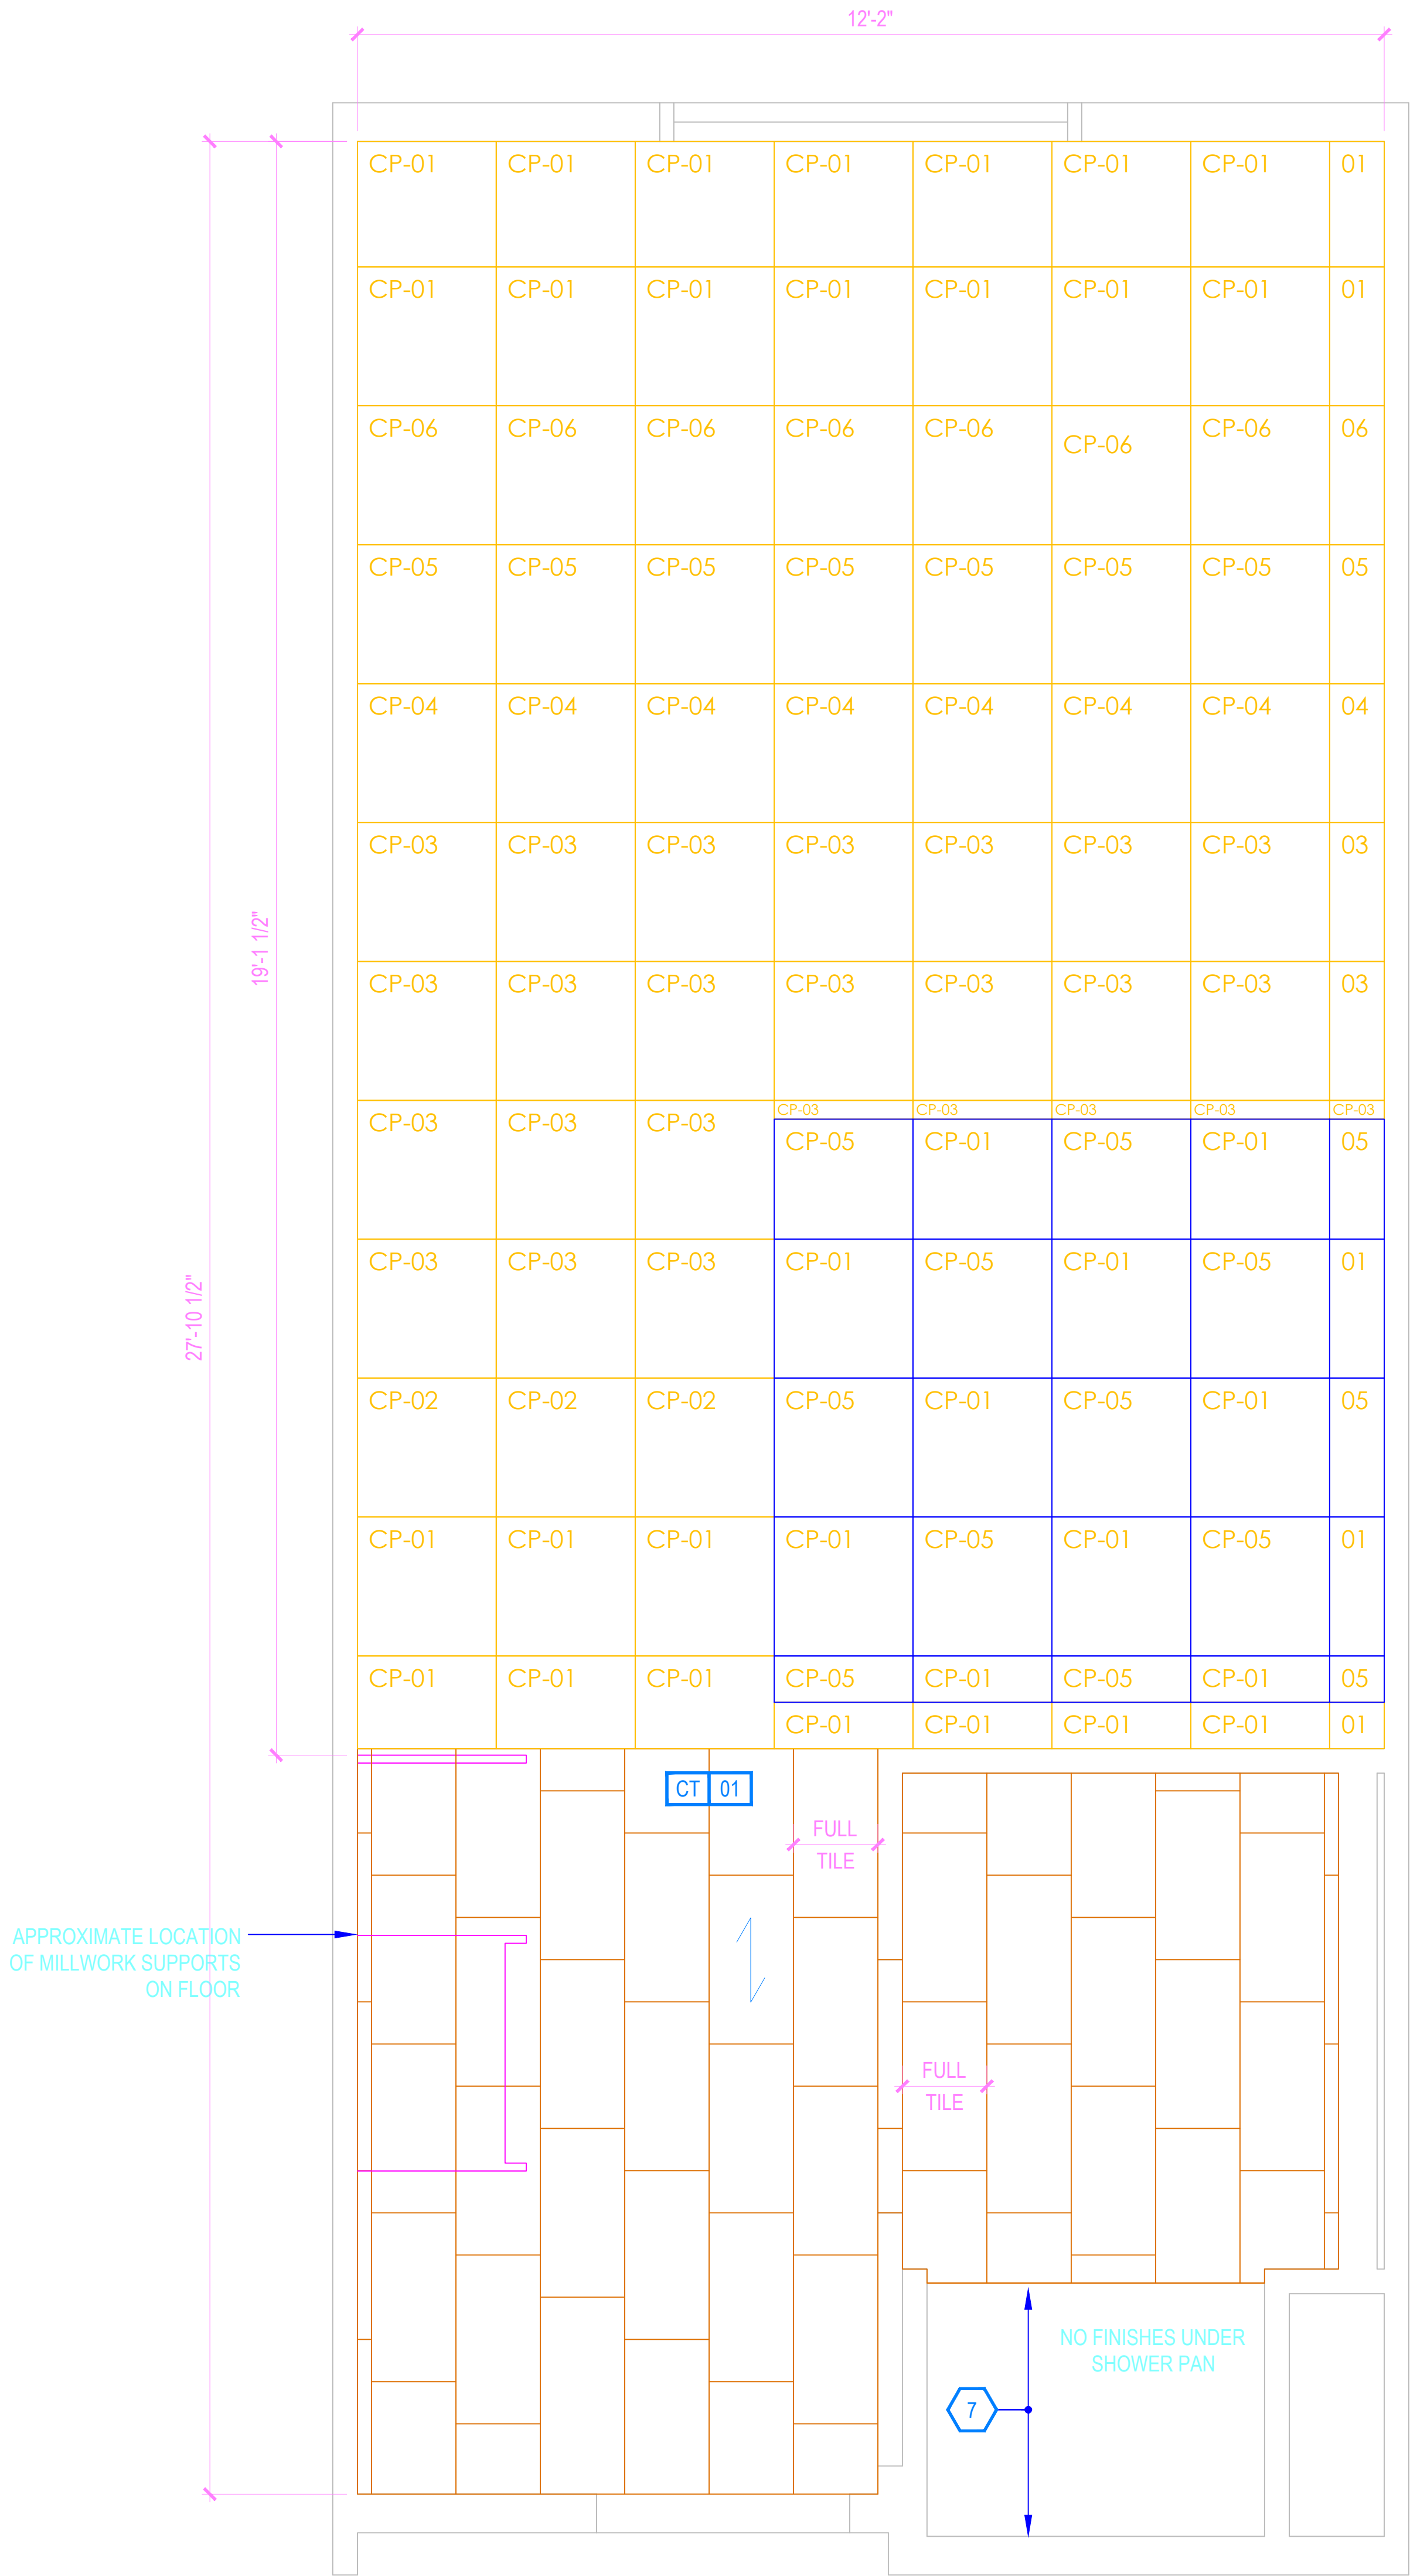 12'-2"
CP-01 CP-01 CP-01 CP-01 CP-01 CP-01 CP-01 01
CP-01 CP-01 CP-01 CP-01 CP-01 CP-01 CP-01 01
CP-06 CP-06 CP-06 CP-06 CP-06 CP-06 CP-06 06
CP-05 CP-05 CP-05 CP-05 CP-05 CP-05 CP-05 05
CP-04 CP-04 CP-04 CP-04 CP-04 CP-04 CP-04 04
CP-03 CP-03 CP-03 CP-03 CP-03 CP-03 CP-03 03
19'-1 1/2"
CP-03 CP-03 CP-03 CP-03 CP-03 CP-03 CP-03 03
CP-03 CP-03 CP-03 CP-03 CP-03
CP-03 CP-03 CP-03
CP-05 CP-01 CP-05 CP-01 05
CP-03 CP-03 CP-03 CP-01 CP-05 CP-01 CP-05 01
27'-10 1/2"
CP-02 CP-02 CP-02 CP-05 CP-01 CP-05 CP-01 05
CP-01 CP-01 CP-01 CP-01 CP-05 CP-01 CP-05 01
CP-01 CP-01 CP-01 CP-05 CP-01 CP-05 CP-01 05
CP-01 CP-01 CP-01 CP-01 01
CT 01
FULL
TILE
APPROXIMATE LOCATION
OF MILLWORK SUPPORTS
ON FLOOR
FULL
TILE
NO FINISHES UNDER
SHOWER PAN
7